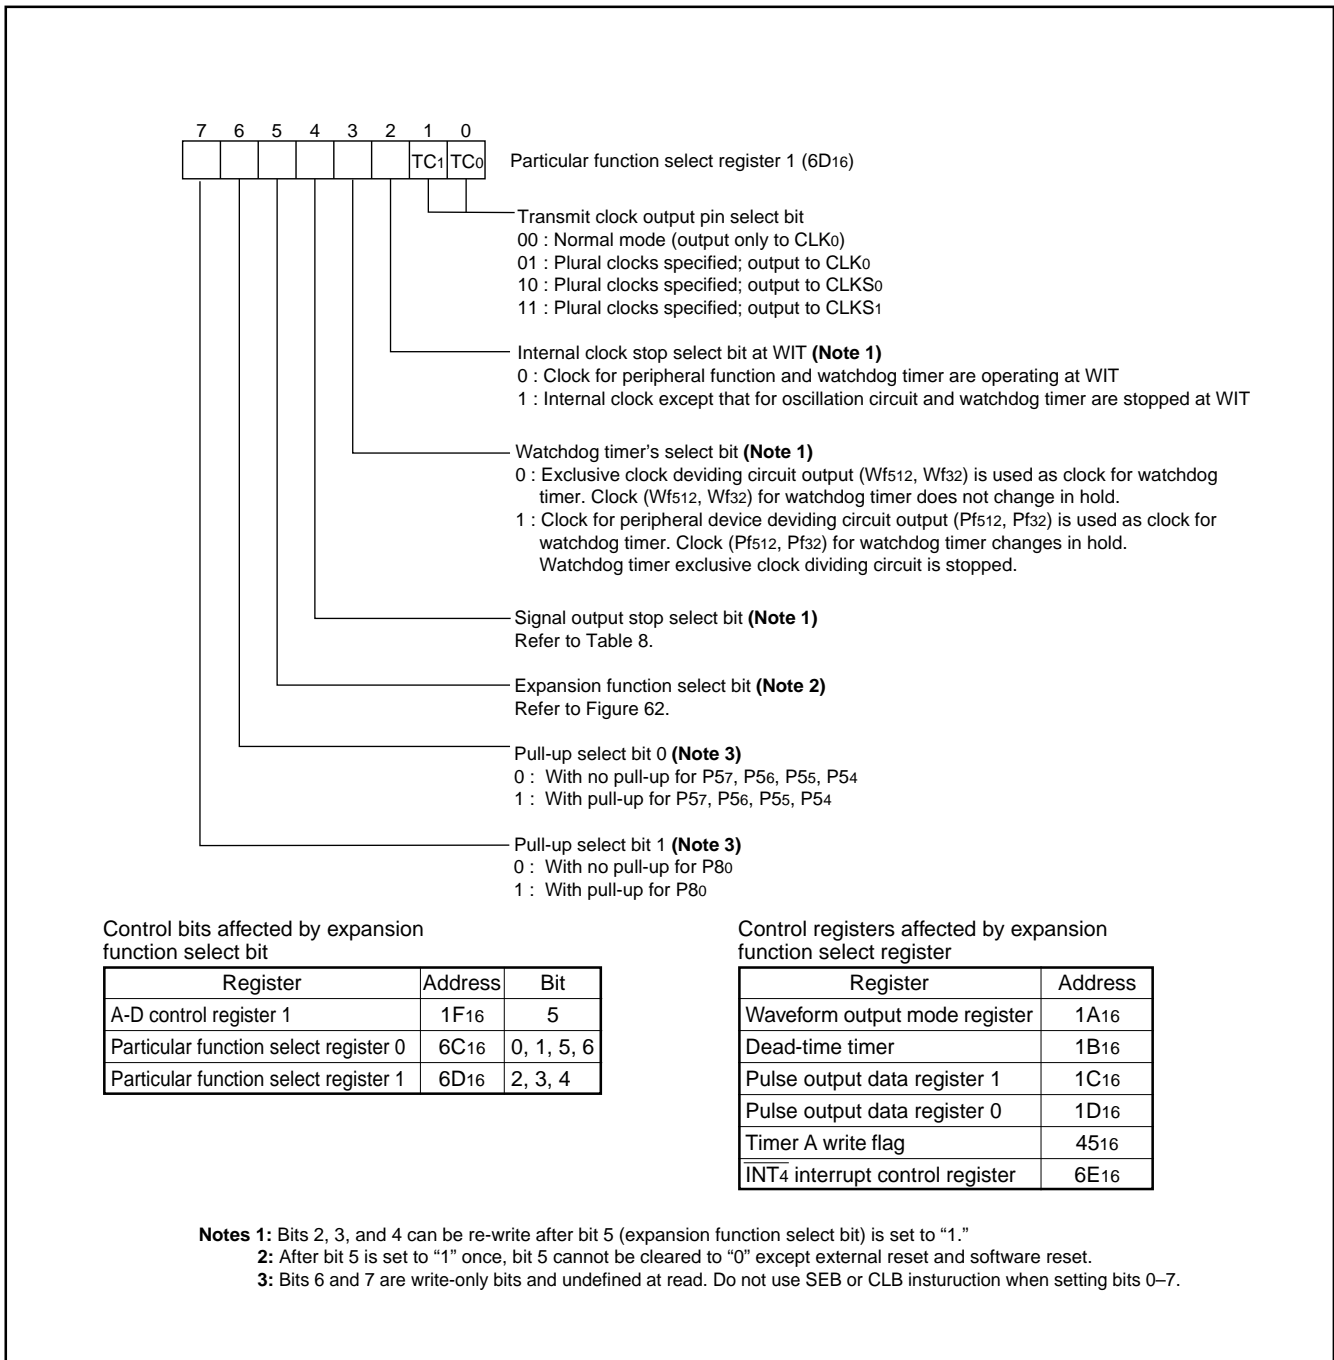 7 6 5 4 3 2 1 0
TC1 TC0 Particular function select register 1 (6D16)
Transmit clock output pin select bit
00 : Normal mode (output only to CLK0)
01 : Plural clocks specified; output to CLK0
10 : Plural clocks specified; output to CLKS0
11 : Plural clocks specified; output to CLKS1
Internal clock stop select bit at WIT (Note 1)
0 : Clock for peripheral function and watchdog timer are operating at WIT
1 : Internal clock except that for oscillation circuit and watchdog timer are stopped at WIT
Watchdog timer’s select bit (Note 1)
0 : Exclusive clock deviding circuit output (Wf512, Wf32) is used as clock for watchdog
timer. Clock (Wf512, Wf32) for watchdog timer does not change in hold.
1 : Clock for peripheral device deviding circuit output (Pf512, Pf32) is used as clock for
watchdog timer. Clock (Pf512, Pf32) for watchdog timer changes in hold.
Watchdog timer exclusive clock dividing circuit is stopped.
Signal output stop select bit (Note 1)
Refer to Table 8.
Expansion function select bit (Note 2)
Refer to Figure 62.
Pull-up select bit 0 (Note 3)
0 : With no pull-up for P57, P56, P55, P54
1 : With pull-up for P57, P56, P55, P54
Pull-up select bit 1 (Note 3)
0 : With no pull-up for P80
1 : With pull-up for P80
Control bits affected by expansion
function select bit
Register Address Bit
A-D control register 1 1F16 5
Particular function select register 0 6C16 0, 1, 5, 6
Particular function select register 1 6D16 2, 3, 4
Control registers affected by expansion
function select register
Register Address
Waveform output mode register 1A16
Dead-time timer 1B16
Pulse output data register 1 1C16
Pulse output data register 0 1D16
Timer A write flag 4516
INT4 interrupt control register 6E16
Notes 1: Bits 2, 3, and 4 can be re-write after bit 5 (expansion function select bit) is set to “1.”
2: After bit 5 is set to “1” once, bit 5 cannot be cleared to “0” except external reset and software reset.
3: Bits 6 and 7 are write-only bits and undefined at read. Do not use SEB or CLB insturuction when setting bits 0–7.